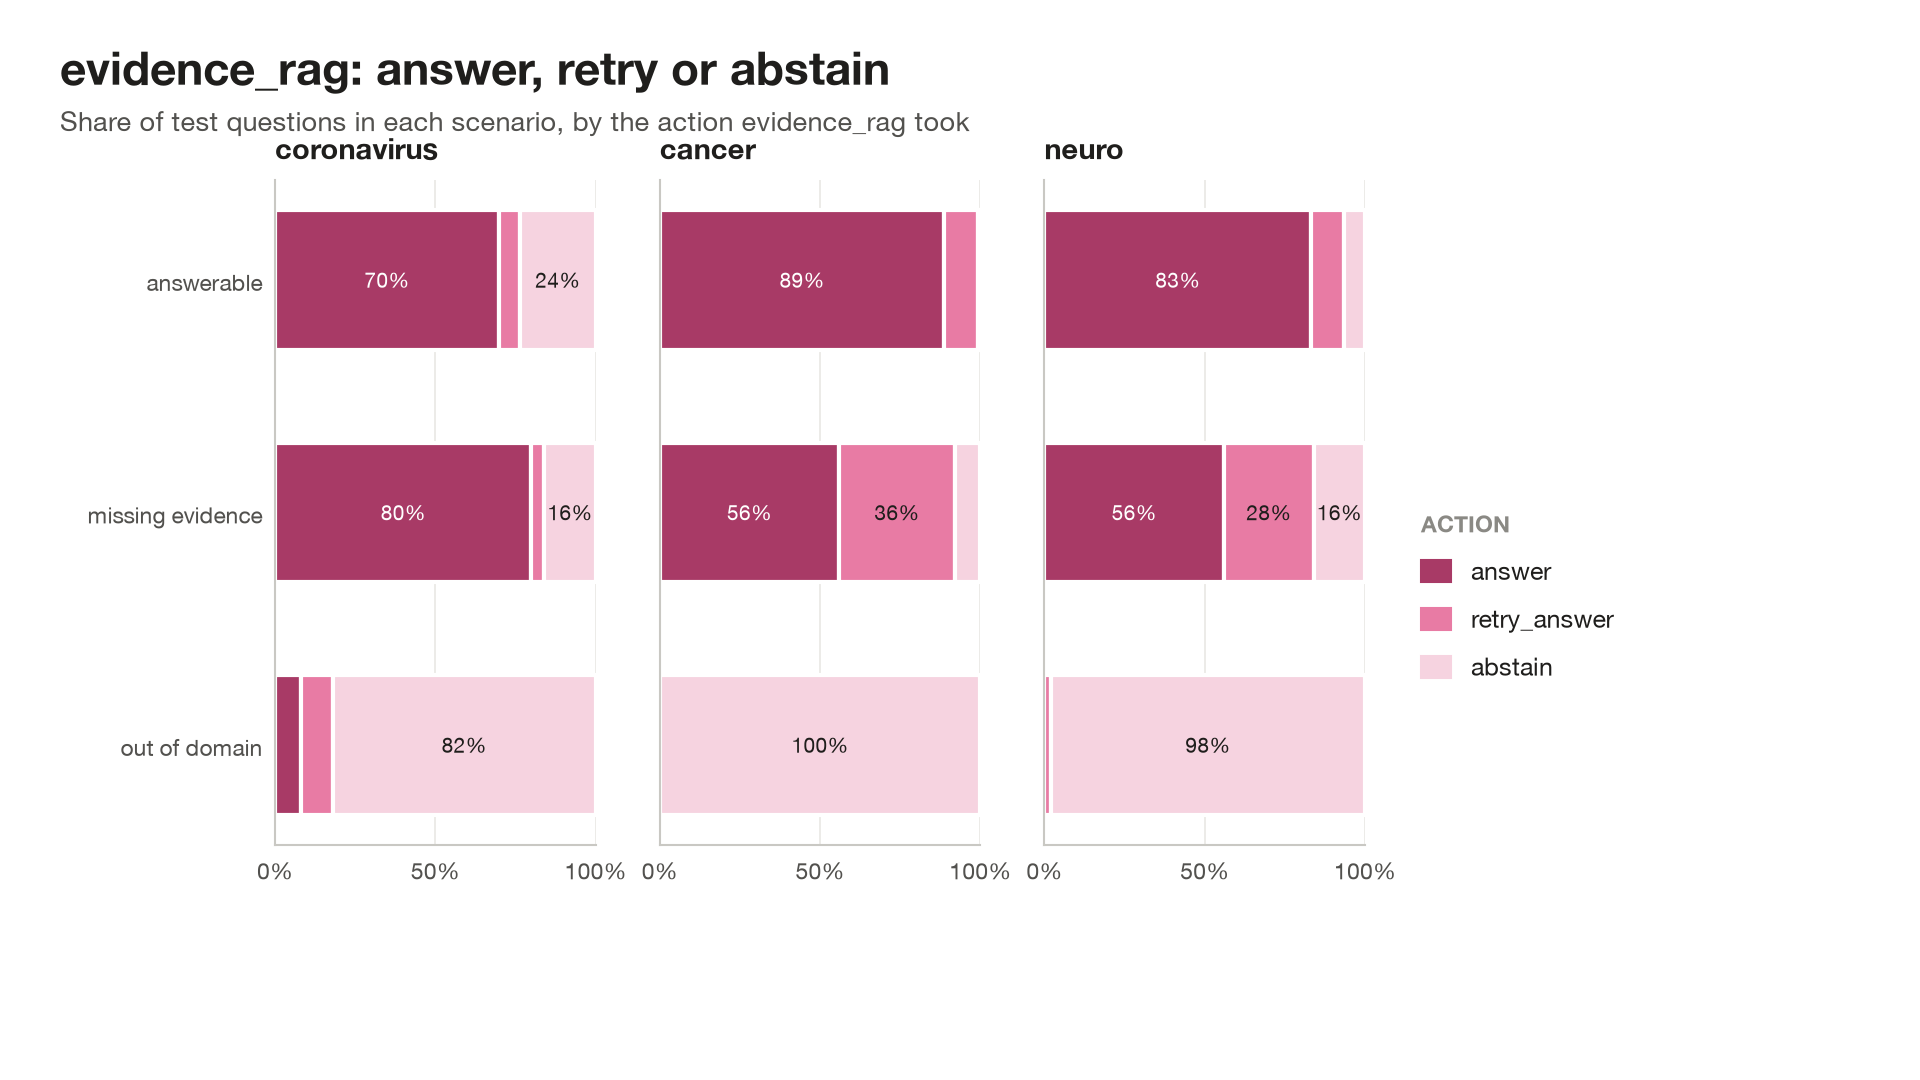 evidence_rag: answer, retry or abstain
Share of test questions in each scenario, by the action evidence_rag took
coronavirus cancer neuro
answerable 70% 24% 89% 83%
missing evidence 80% 16% 56% 36% 56% 28% 16%
out of domain 82% 100% 98%
0% 50% 100% 0% 50% 100% 0% 50% 100%
ACTION
answer
retry_answer
abstain